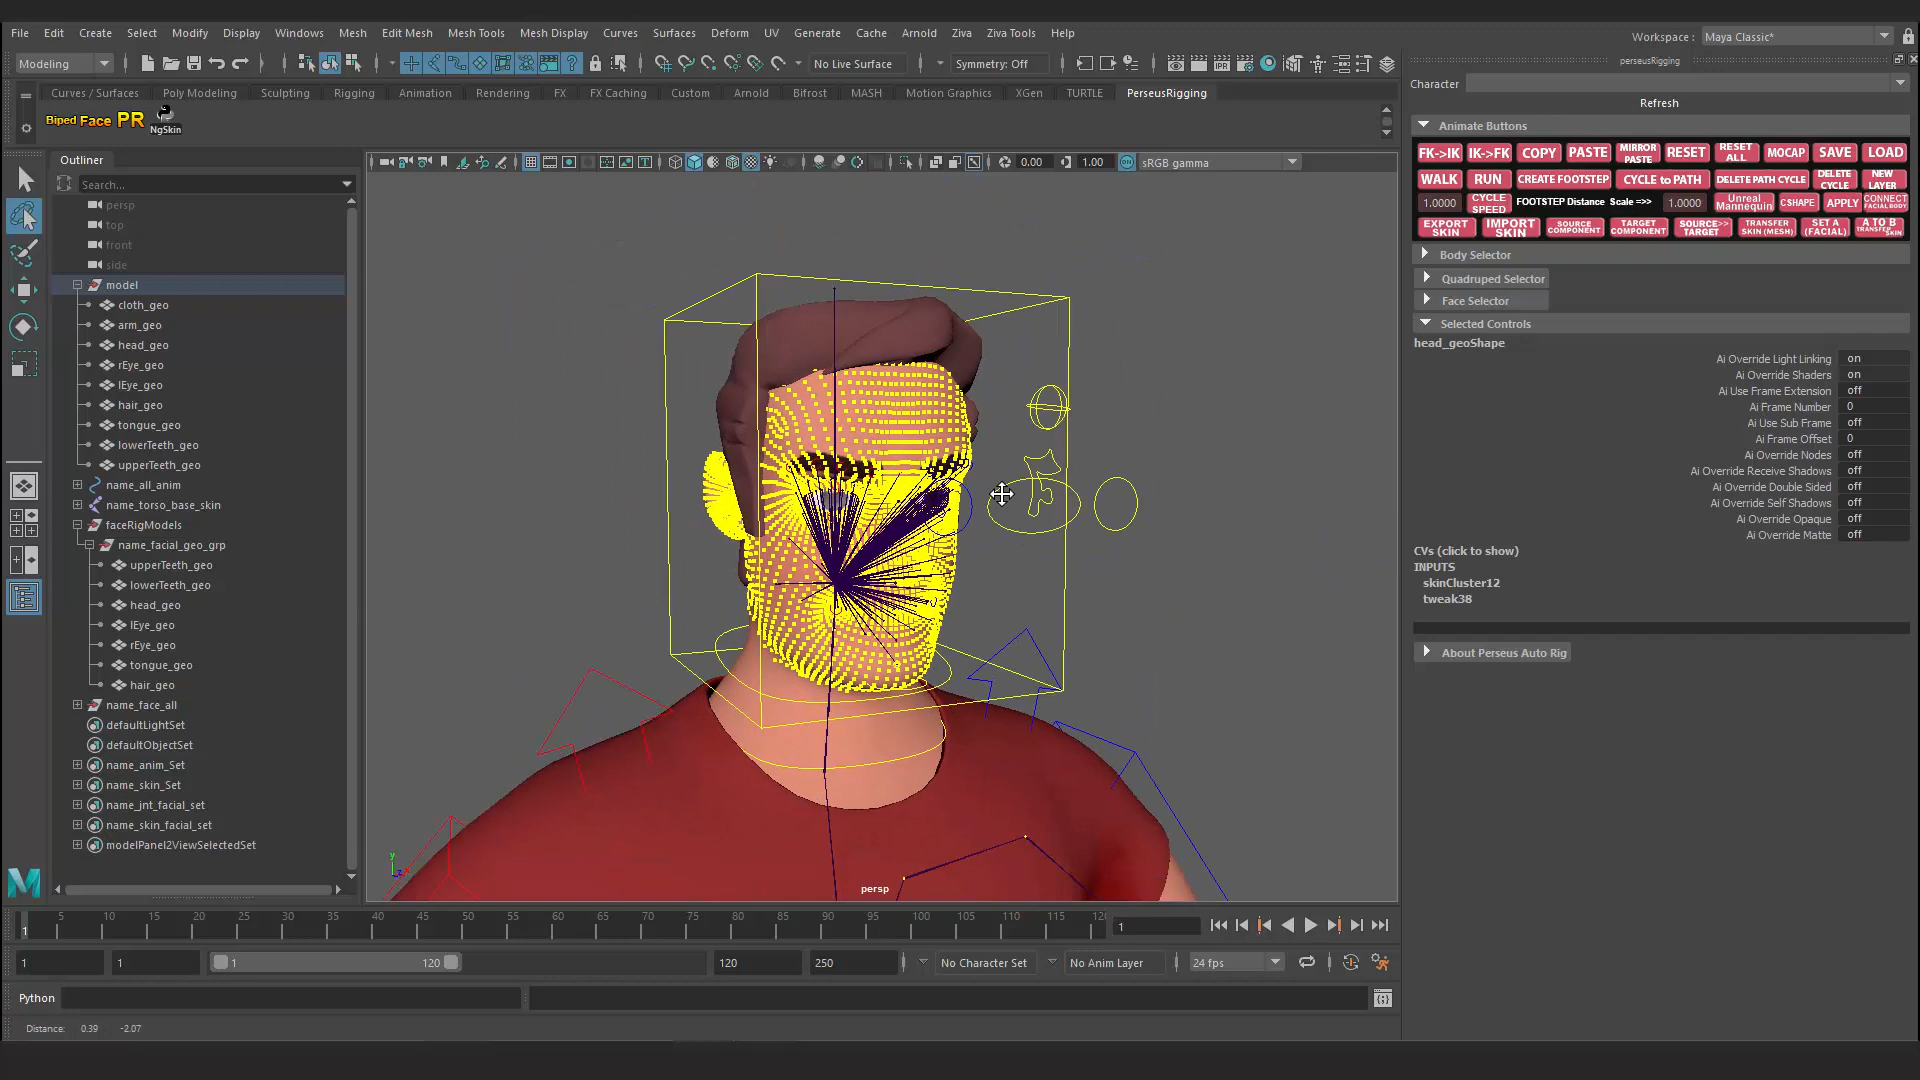 File Edit Create Select Modify Display Windows Mesh Edit Mesh Mesh Tools Mesh Display Curves Surfaces Deform UV Generate Cache Arnold Ziva Ziva Tools Help
Workspace : Maya Classic*
Modeling No Live Surface Symmetry: Off
perseusRigging
Curves / Surfaces Poly Modeling Sculpting Rigging Animation Rendering FX FX Caching Custom Arnold Bifrost MASH Motion Graphics XGen TURTLE PerseusRigging
Character
Refresh
Biped Face PR NgSkin
Animate Buttons
FK->IK IK->FK COPY PASTE MIRROR PASTE RESET RESET ALL MOCAP SAVE LOAD
WALK RUN CREATE FOOTSTEP CYCLE to PATH DELETE PATH CYCLE DELETE CYCLE NEW LAYER
1.0000 CYCLE SPEED FOOTSTEP Distance Scale =>> 1.0000 Unreal Mannequin CSHAPE APPLY CONNECT FACIAL BODY
EXPORT SKIN IMPORT SKIN SOURCE COMPONENT TARGET COMPONENT SOURCE>> TARGET TRANSFER SKIN (MESH) SET A (FACIAL) A TO B TRANSFER SKIN
Body Selector
Quadruped Selector
Face Selector
Selected Controls
head_geoShape
Ai Override Light Linking on
Ai Override Shaders on
Ai Use Frame Extension off
Ai Frame Number 0
Ai Use Sub Frame off
Ai Frame Offset 0
Ai Override Nodes off
Ai Override Receive Shadows off
Ai Override Double Sided off
Ai Override Self Shadows off
Ai Override Opaque off
Ai Override Matte off
CVs (click to show)
INPUTS
skinCluster12
tweak38
About Perseus Auto Rig
Outliner
Search...
persp
top
front
side
model
cloth_geo
arm_geo
head_geo
rEye_geo
lEye_geo
hair_geo
tongue_geo
lowerTeeth_geo
upperTeeth_geo
name_all_anim
name_torso_base_skin
faceRigModels
name_facial_geo_grp
upperTeeth_geo
lowerTeeth_geo
head_geo
lEye_geo
rEye_geo
tongue_geo
hair_geo
name_face_all
defaultLightSet
defaultObjectSet
name_anim_Set
name_skin_Set
name_jnt_facial_set
name_skin_facial_set
modelPanel2ViewSelectedSet
0.00 1.00 sRGB gamma
y
z
persp
5 10 15 20 25 30 35 40 45 50 55 60 65 70 75 80 85 90 95 100 105 110 115
1 1
1 1 1 120 120 250 No Character Set No Anim Layer 24 fps
Python
Distance: 0.39 -2.07